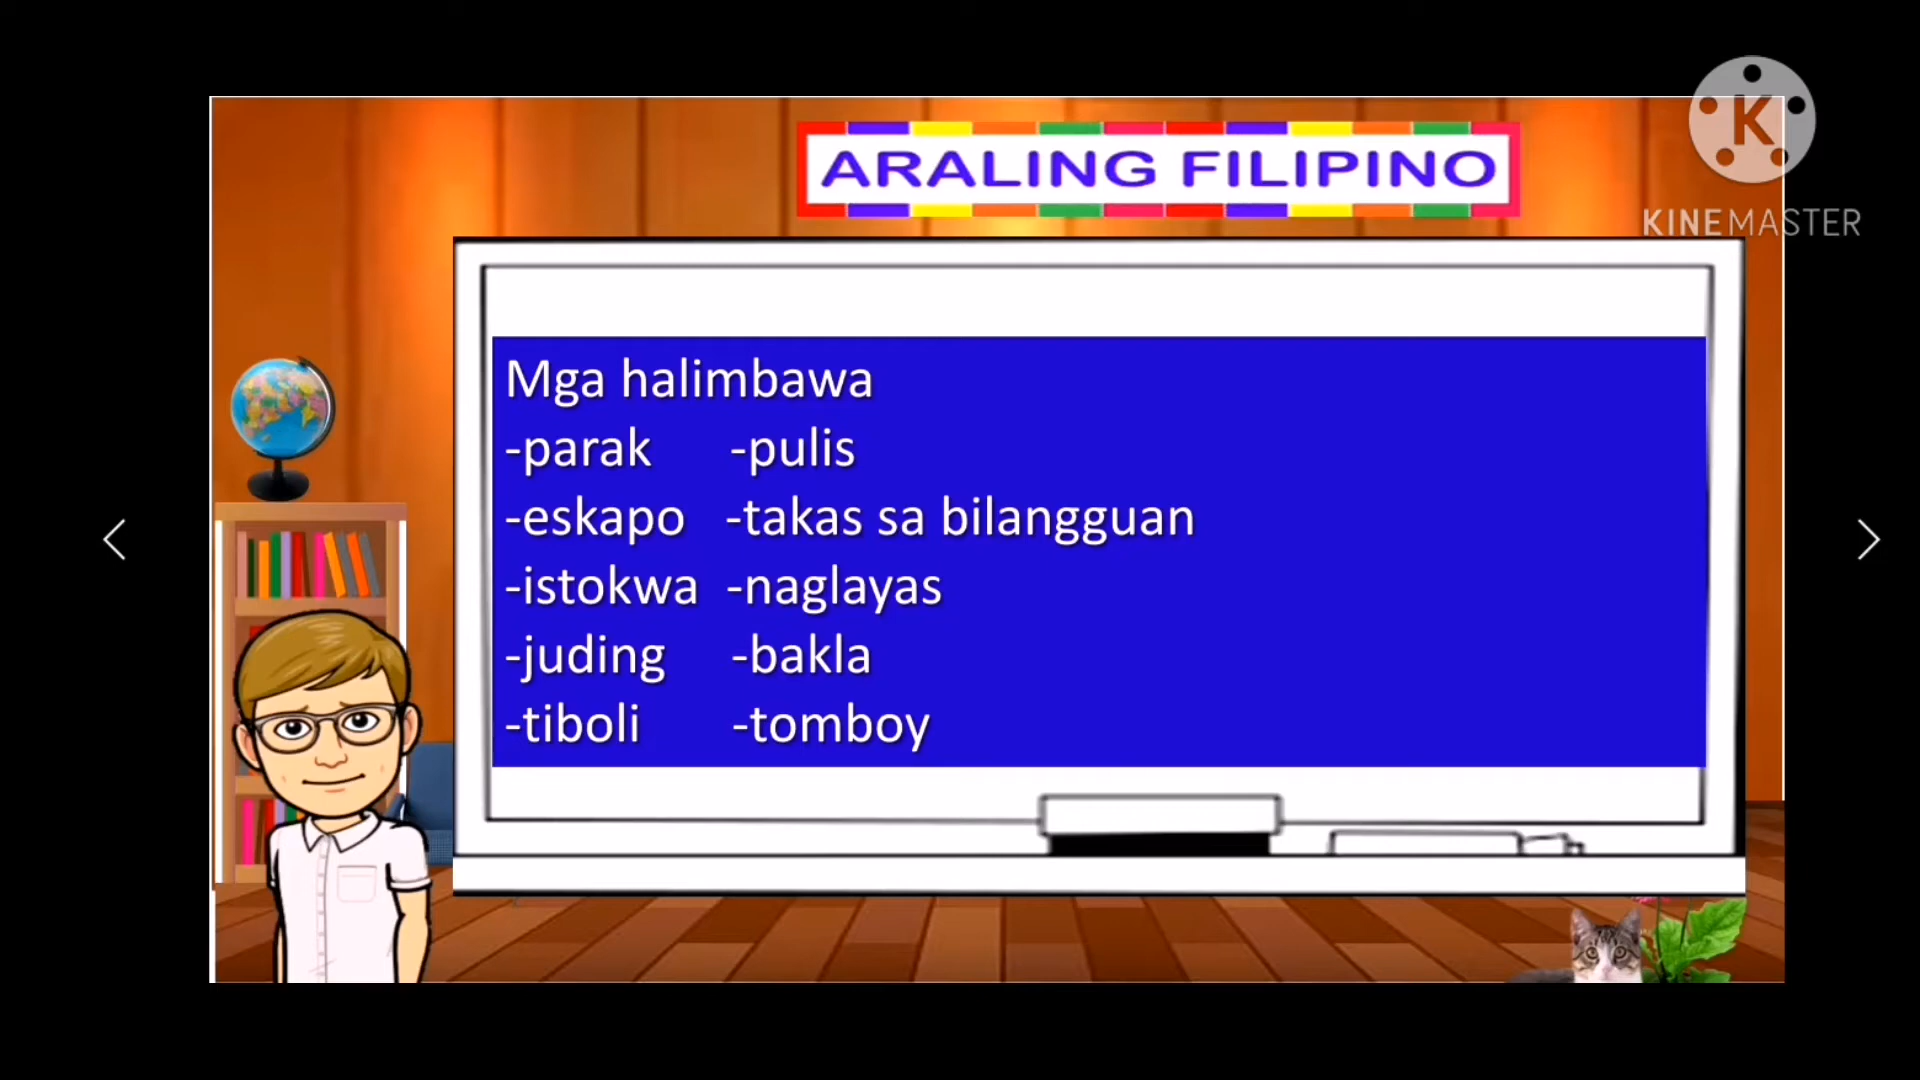 ARALING FILIPINO
K
KINEMASTER
Mga halimbawa
-parak -pulis
-eskapo -takas sa bilangguan
-istokwa -naglayas
-juding -bakla
-tiboli -tomboy